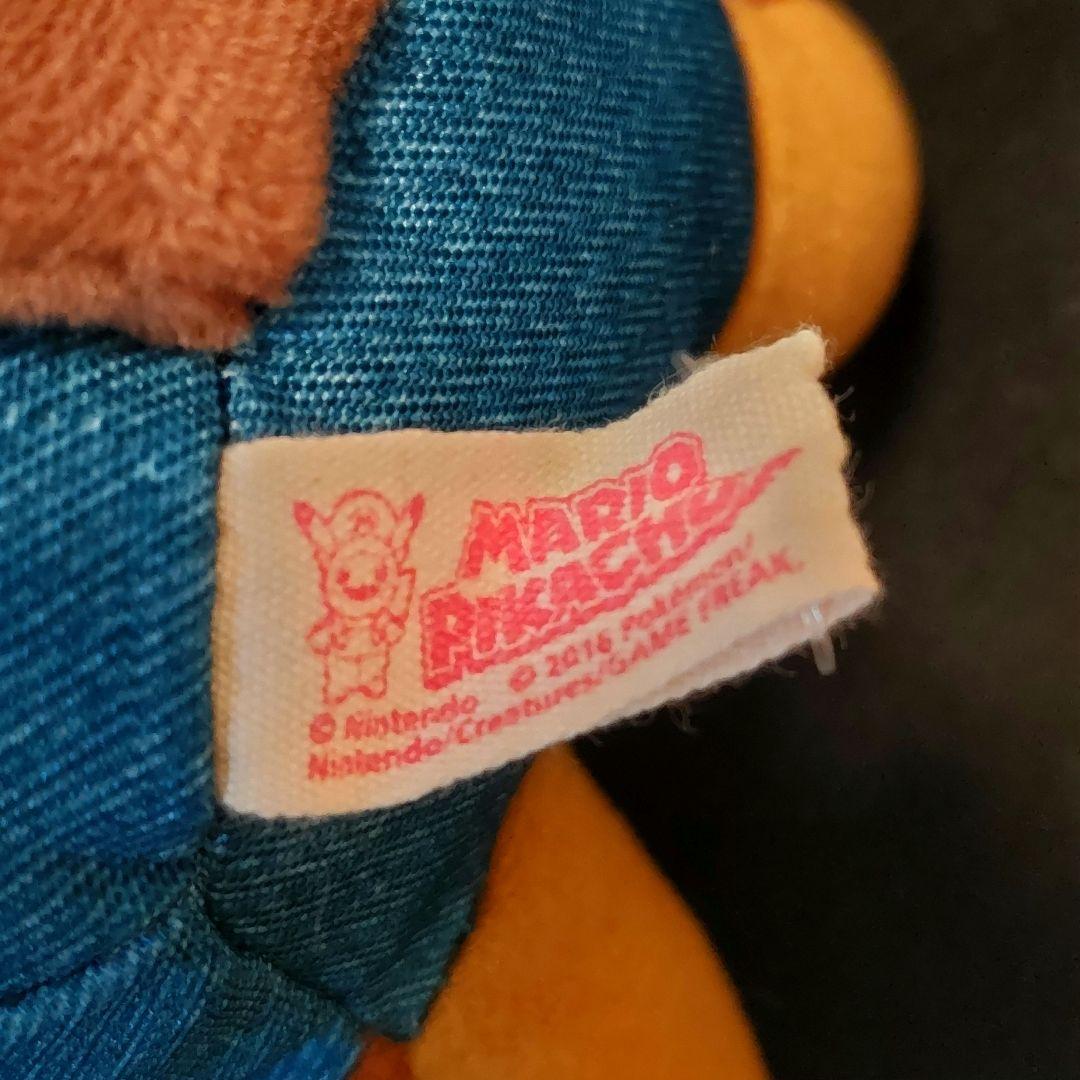 MARIO
PIKACHU
© Nintendo © 2016 Pokémon/
Nintendo/Creatures/GAME FREAK.